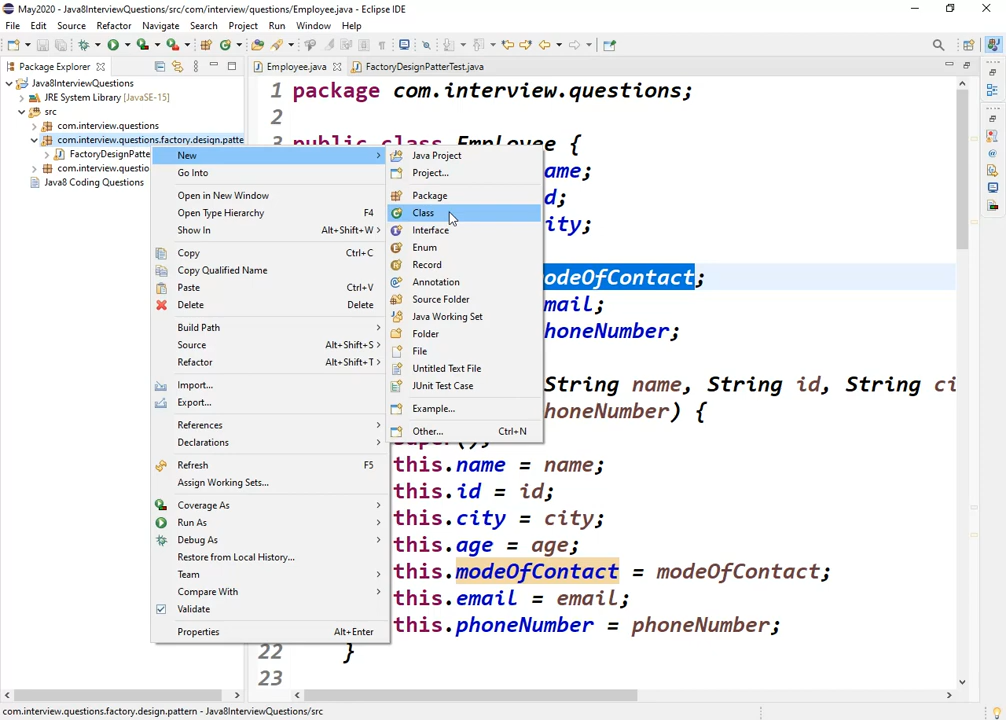 May2020 - Java8InterviewQuestions/src/com/interview/questions/Employee.java - Eclipse IDE
File Edit Source Refactor Navigate Search Project Run Window Help
Package Explorer
Java8InterviewQuestions
JRE System Library [JavaSE-15]
src
com.interview.questions
com.interview.questions.factory.design.patte
FactoryDesignPatte
com.interview.questio
Java8 Coding Questions
New
Go Into
Open in New Window
Open Type Hierarchy F4
Show In Alt+Shift+W
Copy Ctrl+C
Copy Qualified Name
Paste Ctrl+V
Delete Delete
Build Path
Source Alt+Shift+S
Refactor Alt+Shift+T
Import...
Export...
References
Declarations
Refresh F5
Assign Working Sets...
Coverage As
Run As
Debug As
Restore from Local History...
Team
Compare With
Validate
Properties Alt+Enter
Java Project
Project...
Package
Class
Interface
Enum
Record
Annotation
Source Folder
Java Working Set
Folder
File
Untitled Text File
JUnit Test Case
Example...
Other... Ctrl+N
Employee.java FactoryDesignPatterTest.java
1 package com.interview.questions;
2
3 public class Employee {
ame;
d;
ity;
odeOfContact;
mail;
honeNumber;
String name, String id, String ci
honeNumber) {
super();
this.name = name;
this.id = id;
this.city = city;
this.age = age;
this.modeOfContact = modeOfContact;
this.email = email;
this.phoneNumber = phoneNumber;
22 }
23
com.interview.questions.factory.design.pattern - Java8InterviewQuestions/src